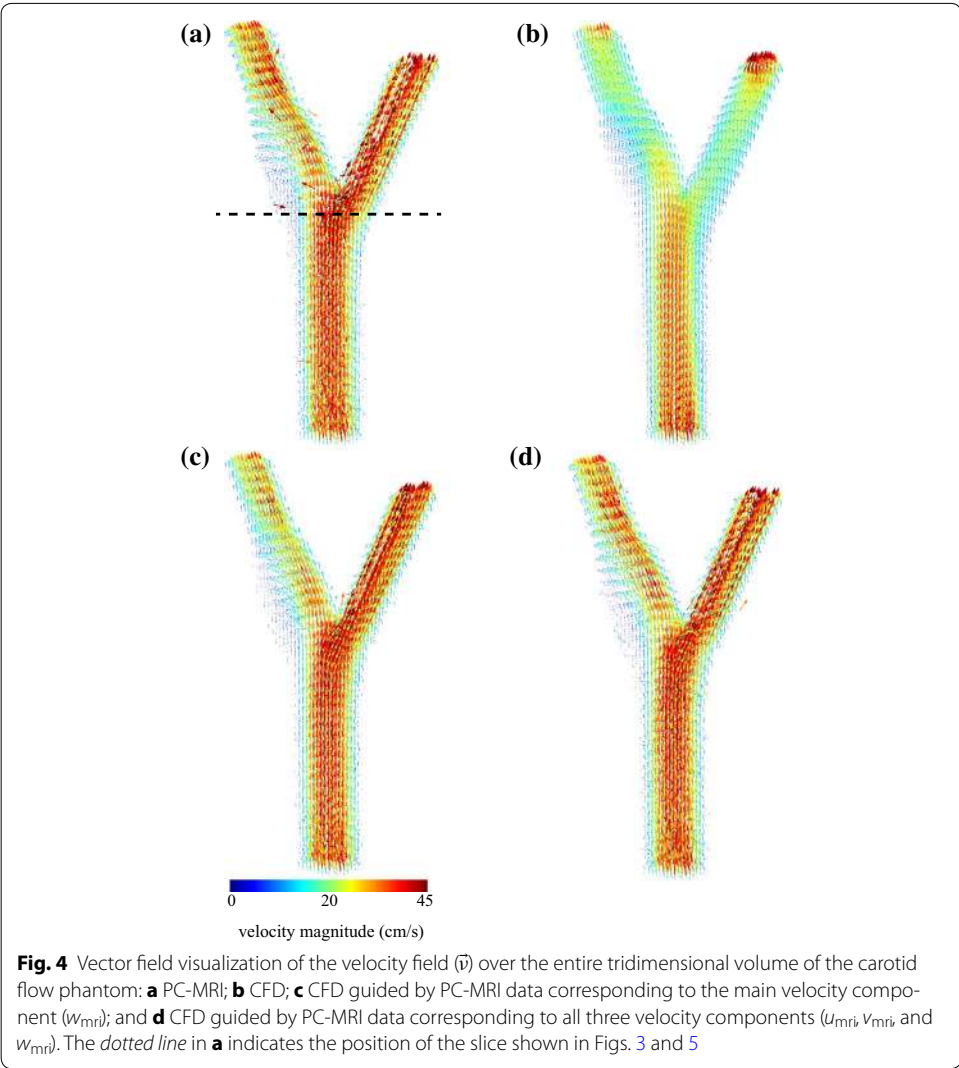 (a)
(b)
(c)
(d)
0 20 45
velocity magnitude (cm/s)
Fig. 4 Vector field visualization of the velocity field (v⃗) over the entire tridimensional volume of the carotid
flow phantom: a PC-MRI; b CFD; c CFD guided by PC-MRI data corresponding to the main velocity compo-
nent (wmri); and d CFD guided by PC-MRI data corresponding to all three velocity components (umri, vmri, and
wmri). The dotted line in a indicates the position of the slice shown in Figs. 3 and 5